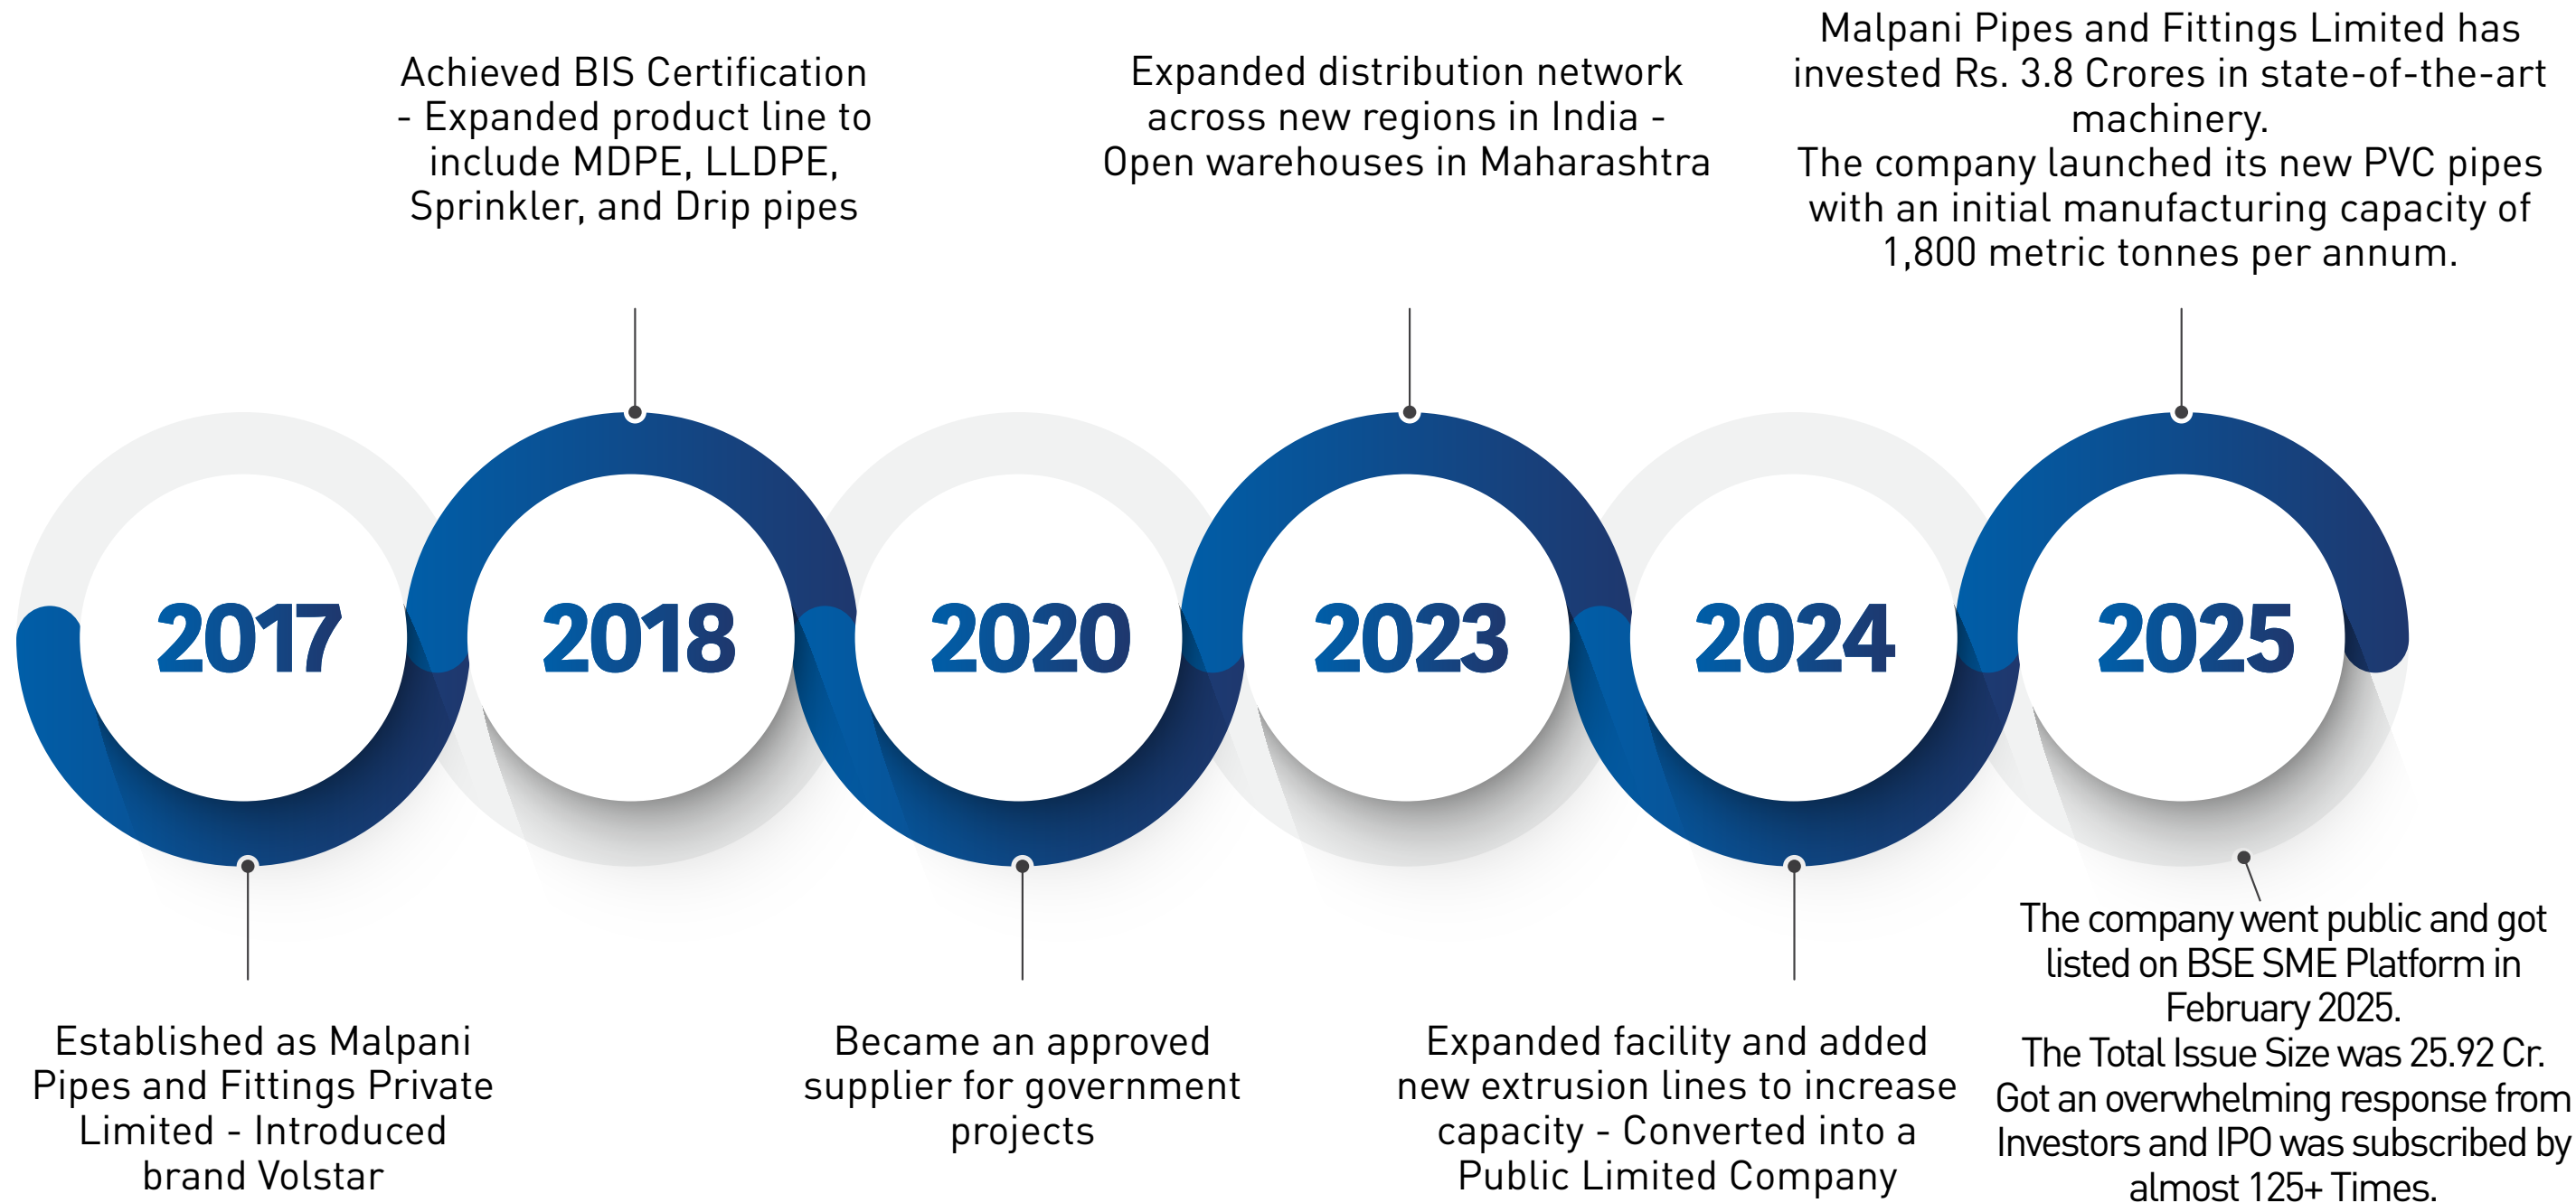 Achieved BIS Certification
- Expanded product line to
include MDPE, LLDPE,
Sprinkler, and Drip pipes
Expanded distribution network
across new regions in India -
Open warehouses in Maharashtra
Malpani Pipes and Fittings Limited has
invested Rs. 3.8 Crores in state-of-the-art
machinery.
The company launched its new PVC pipes
with an initial manufacturing capacity of
1,800 metric tonnes per annum.
2017
2018
2020
2023
2024
2025
Established as Malpani
Pipes and Fittings Private
Limited - Introduced
brand Volstar
Became an approved
supplier for government
projects
Expanded facility and added
new extrusion lines to increase
capacity - Converted into a
Public Limited Company
The company went public and got
listed on BSE SME Platform in
February 2025.
The Total Issue Size was 25.92 Cr.
Got an overwhelming response from
Investors and IPO was subscribed by
almost 125+ Times.